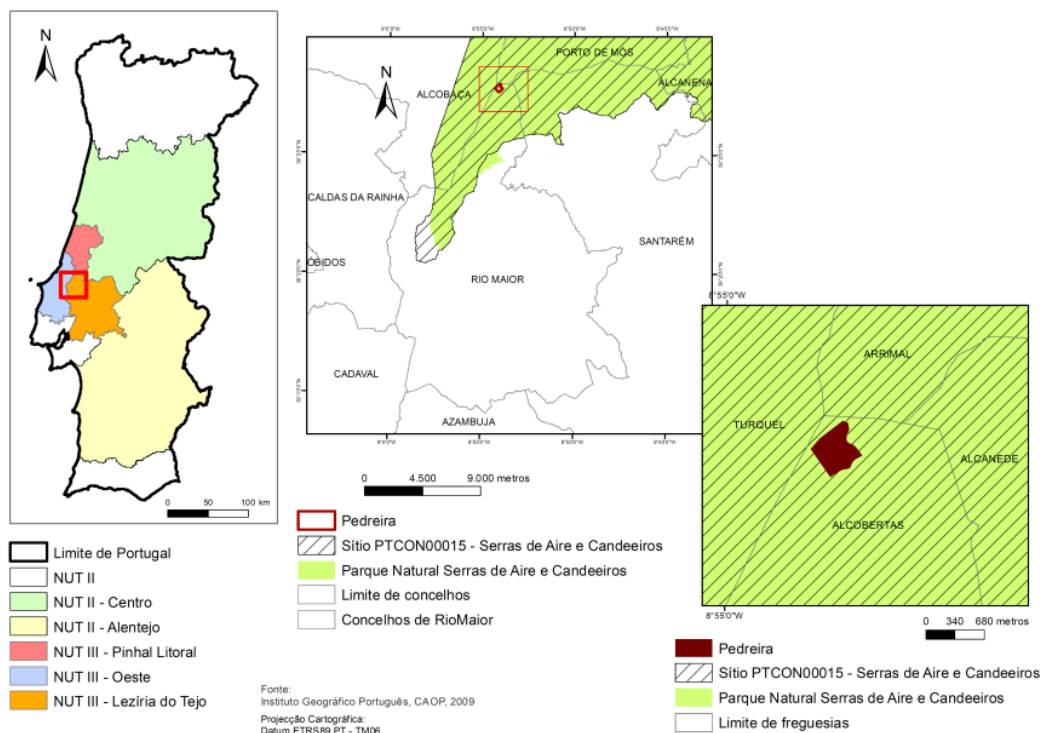 N
0 50 100 km
Limite de Portugal
NUT II
NUT II - Centro
NUT II - Alentejo
NUT III - Pinhal Litoral
NUT III - Oeste
NUT III - Lezíria do Tejo
N
PORTO DE MÓS
ALCOBAÇA
ALCANENA
CALDAS DA RAINHA
SANTARÉM
ÓBIDOS
RIO MAIOR
CADAVAL
AZAMBUJA
0 4.500 9.000 metros
Pedreira
Sítio PTCON00015 - Serras de Aire e Candeeiros
Parque Natural Serras de Aire e Candeeiros
Limite de concelhos
Concelhos de RioMaior
Fonte:
Instituto Geográfico Português, CAOP, 2009
Projecção Cartográfica:
Datum ETRS89 PT - TM06
8°55'0"W
ARRIMAL
TURQUEL
ALCANEDE
ALCOBERTAS
8°55'0"W
0 340 680 metros
Pedreira
Sítio PTCON00015 - Serras de Aire e Candeeiros
Parque Natural Serras de Aire e Candeeiros
Limite de freguesias